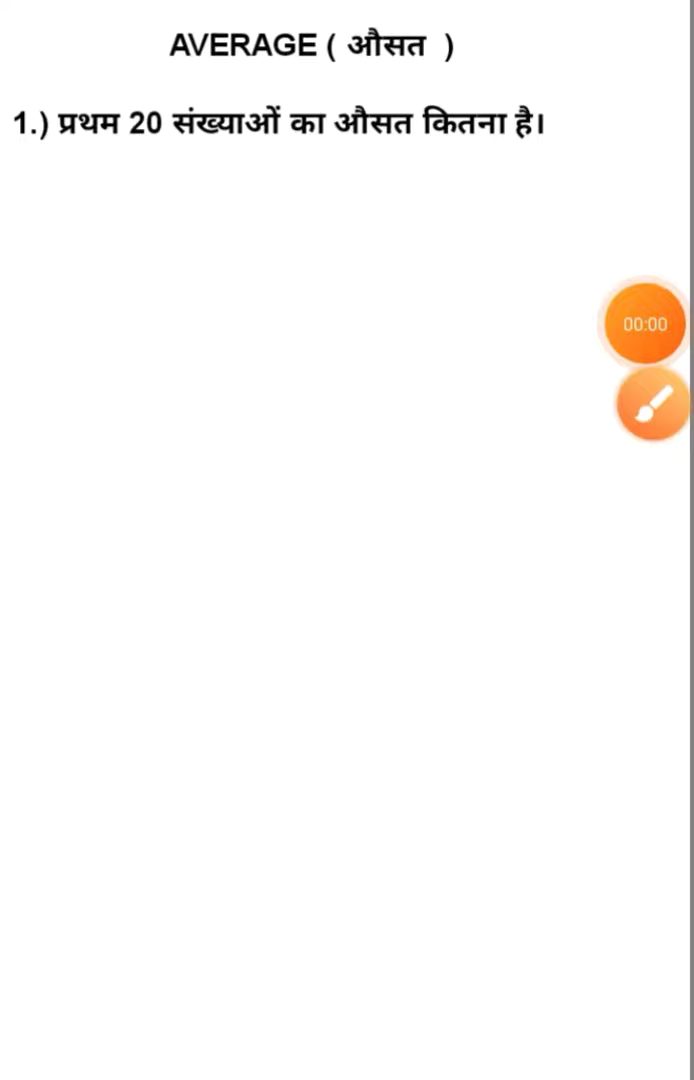 AVERAGE ( औसत )
1.) प्रथम 20 संख्याओं का औसत कितना है।
00:00